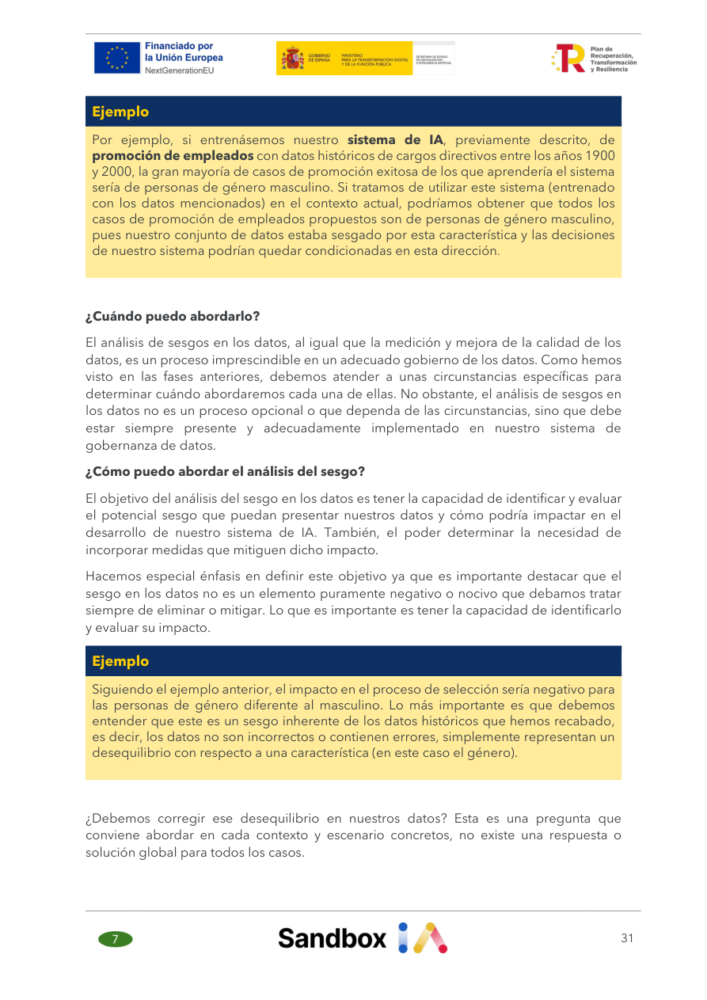 Financiado por
la Unión Europea
NextGenerationEU
GOBIERNO
DE ESPAÑA
MINISTERIO
PARA LA TRANSFORMACIÓN DIGITAL
Y DE LA FUNCIÓN PÚBLICA
SECRETARÍA DE ESTADO
DE DIGITALIZACIÓN
E INTELIGENCIA ARTIFICIAL
Plan de
Recuperación,
Transformación
y Resiliencia
Ejemplo
Por ejemplo, si entrenásemos nuestro sistema de IA, previamente descrito, de
promoción de empleados con datos históricos de cargos directivos entre los años 1900
y 2000, la gran mayoría de casos de promoción exitosa de los que aprendería el sistema
sería de personas de género masculino. Si tratamos de utilizar este sistema (entrenado
con los datos mencionados) en el contexto actual, podríamos obtener que todos los
casos de promoción de empleados propuestos son de personas de género masculino,
pues nuestro conjunto de datos estaba sesgado por esta característica y las decisiones
de nuestro sistema podrían quedar condicionadas en esta dirección.
¿Cuándo puedo abordarlo?
El análisis de sesgos en los datos, al igual que la medición y mejora de la calidad de los
datos, es un proceso imprescindible en un adecuado gobierno de los datos. Como hemos
visto en las fases anteriores, debemos atender a unas circunstancias específicas para
determinar cuándo abordaremos cada una de ellas. No obstante, el análisis de sesgos en
los datos no es un proceso opcional o que dependa de las circunstancias, sino que debe
estar siempre presente y adecuadamente implementado en nuestro sistema de
gobernanza de datos.
¿Cómo puedo abordar el análisis del sesgo?
El objetivo del análisis del sesgo en los datos es tener la capacidad de identificar y evaluar
el potencial sesgo que puedan presentar nuestros datos y cómo podría impactar en el
desarrollo de nuestro sistema de IA. También, el poder determinar la necesidad de
incorporar medidas que mitiguen dicho impacto.
Hacemos especial énfasis en definir este objetivo ya que es importante destacar que el
sesgo en los datos no es un elemento puramente negativo o nocivo que debamos tratar
siempre de eliminar o mitigar. Lo que es importante es tener la capacidad de identificarlo
y evaluar su impacto.
Ejemplo
Siguiendo el ejemplo anterior, el impacto en el proceso de selección sería negativo para
las personas de género diferente al masculino. Lo más importante es que debemos
entender que este es un sesgo inherente de los datos históricos que hemos recabado,
es decir, los datos no son incorrectos o contienen errores, simplemente representan un
desequilibrio con respecto a una característica (en este caso el género).
¿Debemos corregir ese desequilibrio en nuestros datos? Esta es una pregunta que
conviene abordar en cada contexto y escenario concretos, no existe una respuesta o
solución global para todos los casos.
7
Sandbox IA
31